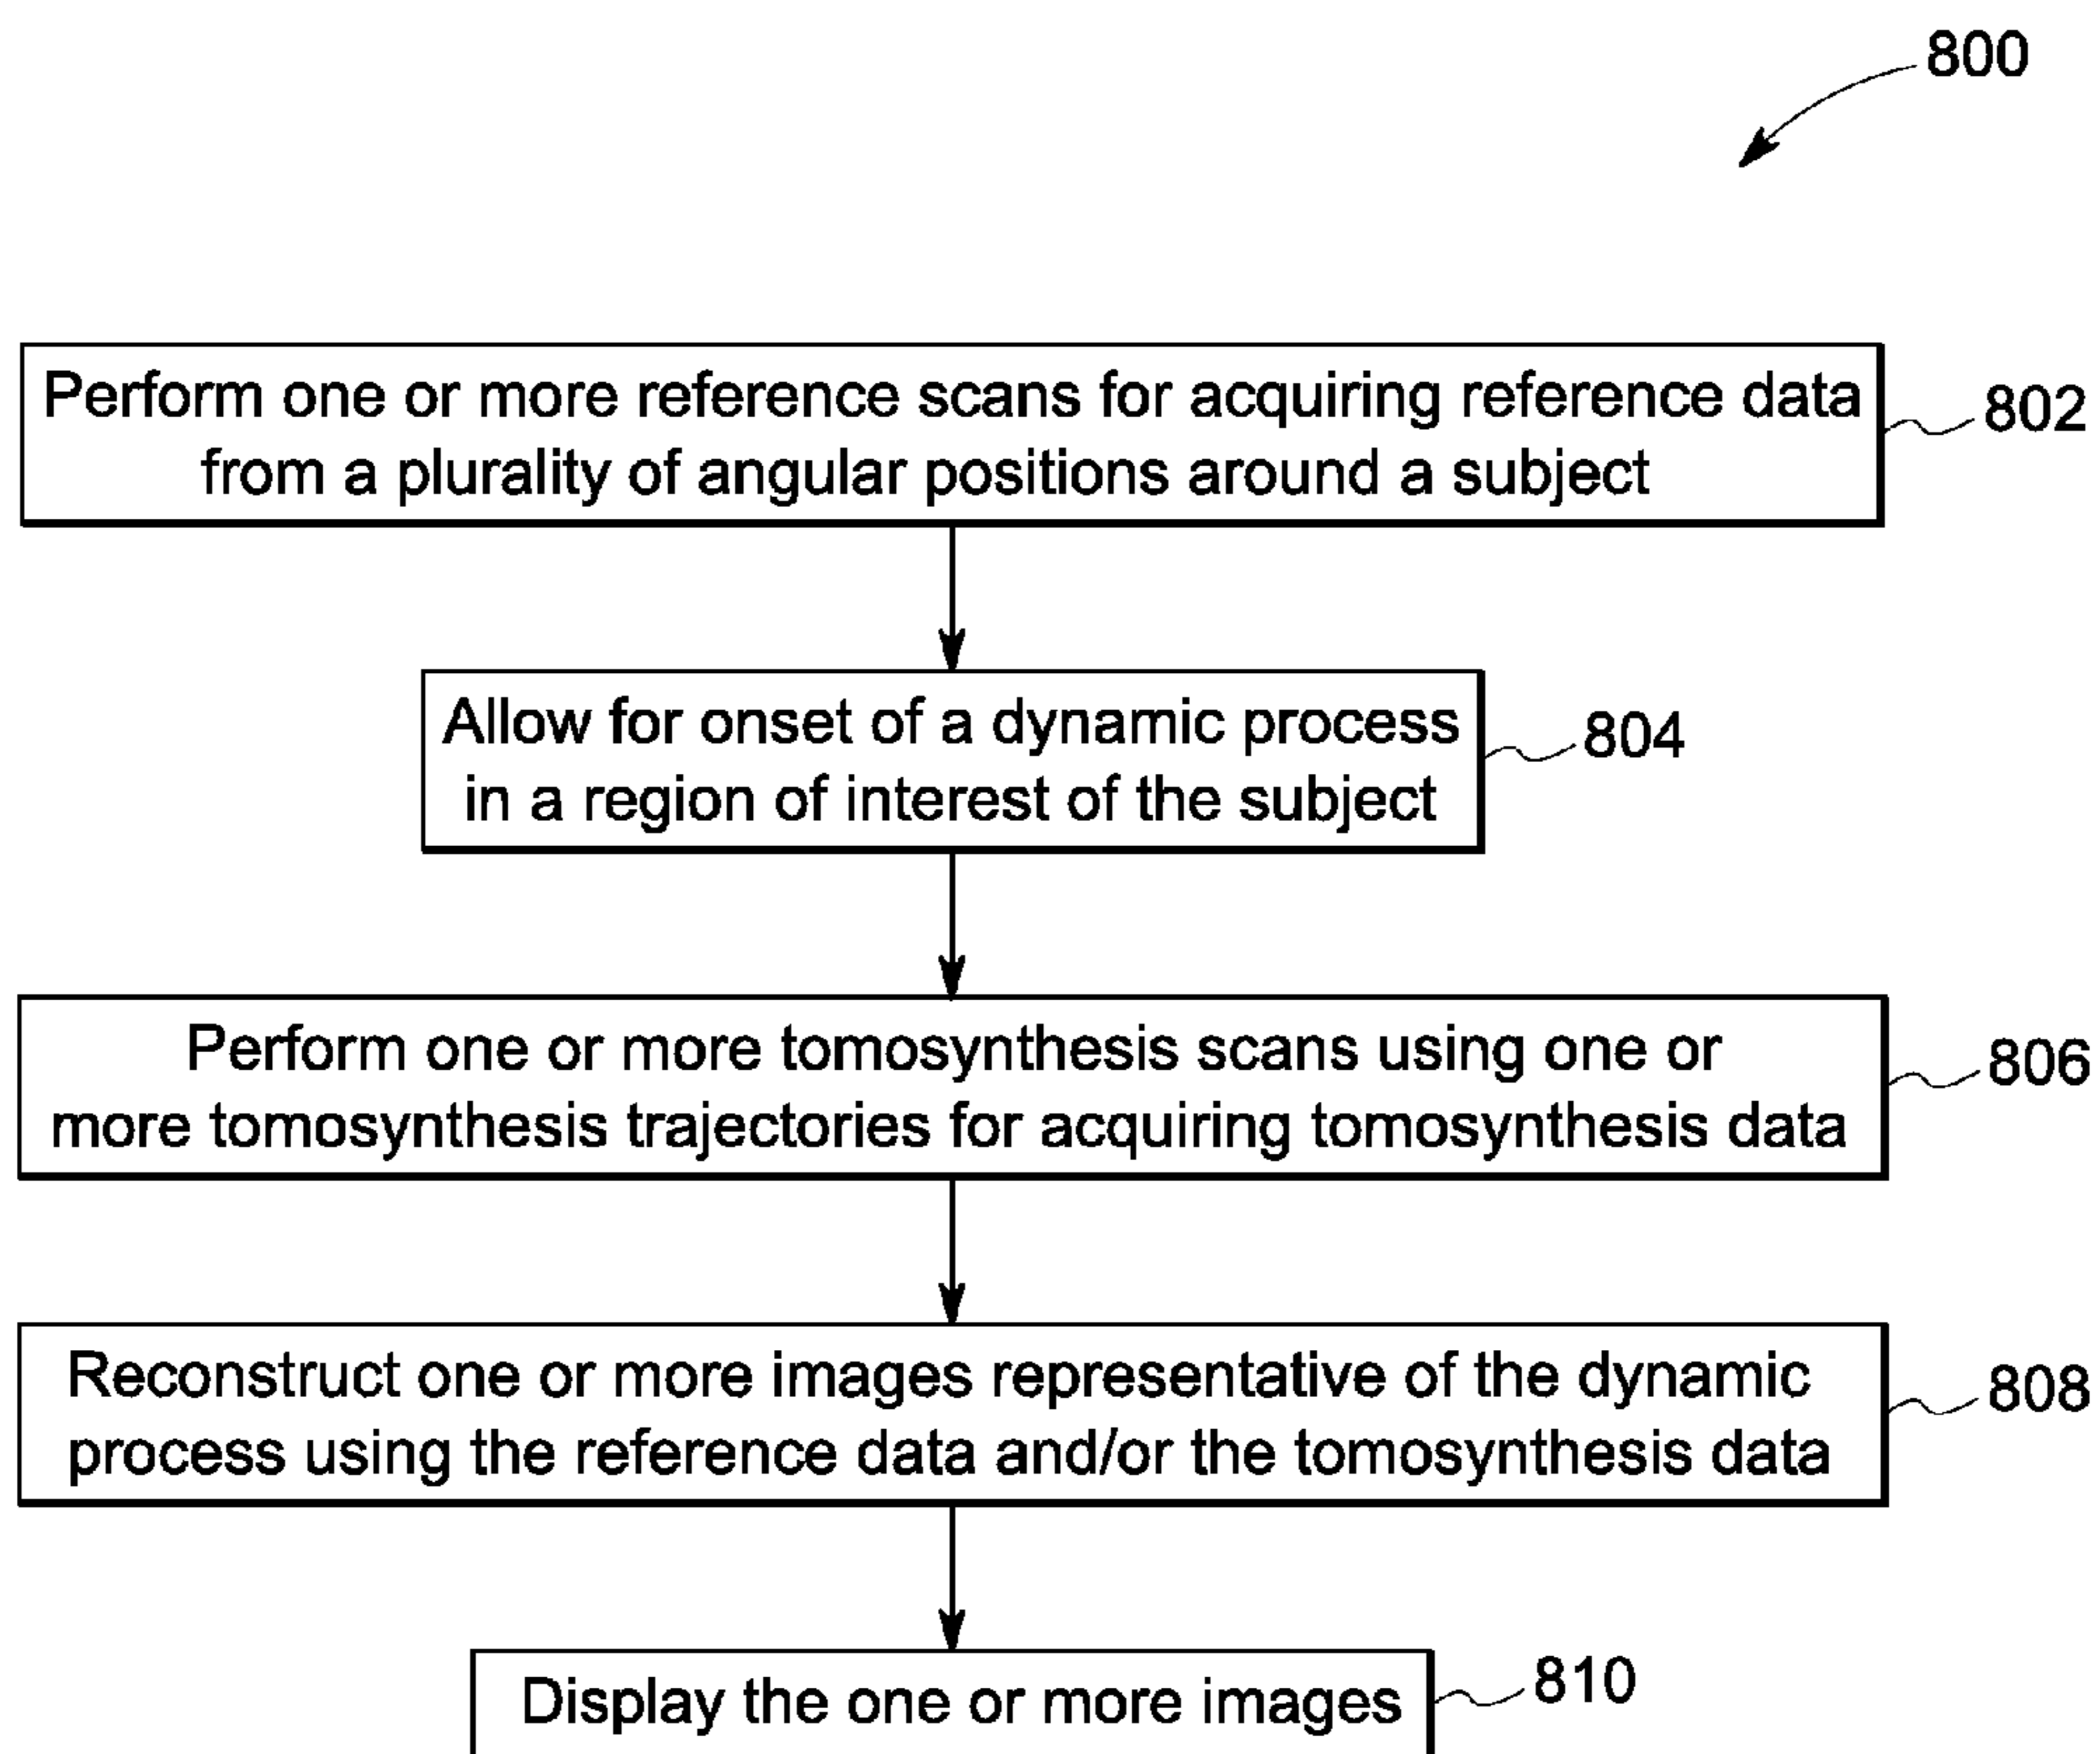 800
Perform one or more reference scans for acquiring reference data
from a plurality of angular positions around a subject
802
Allow for onset of a dynamic process
in a region of interest of the subject
804
Perform one or more tomosynthesis scans using one or
more tomosynthesis trajectories for acquiring tomosynthesis data
806
Reconstruct one or more images representative of the dynamic
process using the reference data and/or the tomosynthesis data
808
Display the one or more images
810